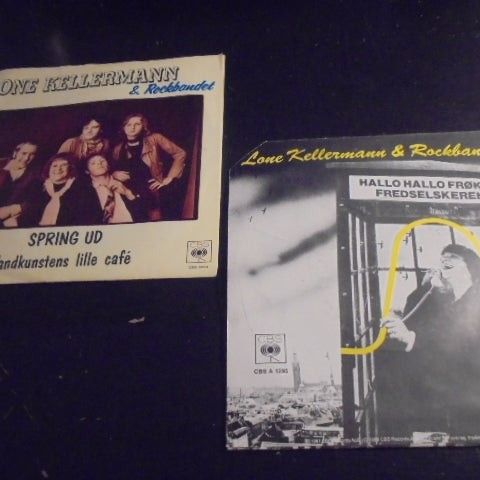 ONE KELLERMANN
& Rockbandet
SPRING UD
andkunstens lille café
CBS
Lone Kellermann & Rockban
HALLO HALLO FRØK
FREDSELSKEREN
CBS
CBS A 1295